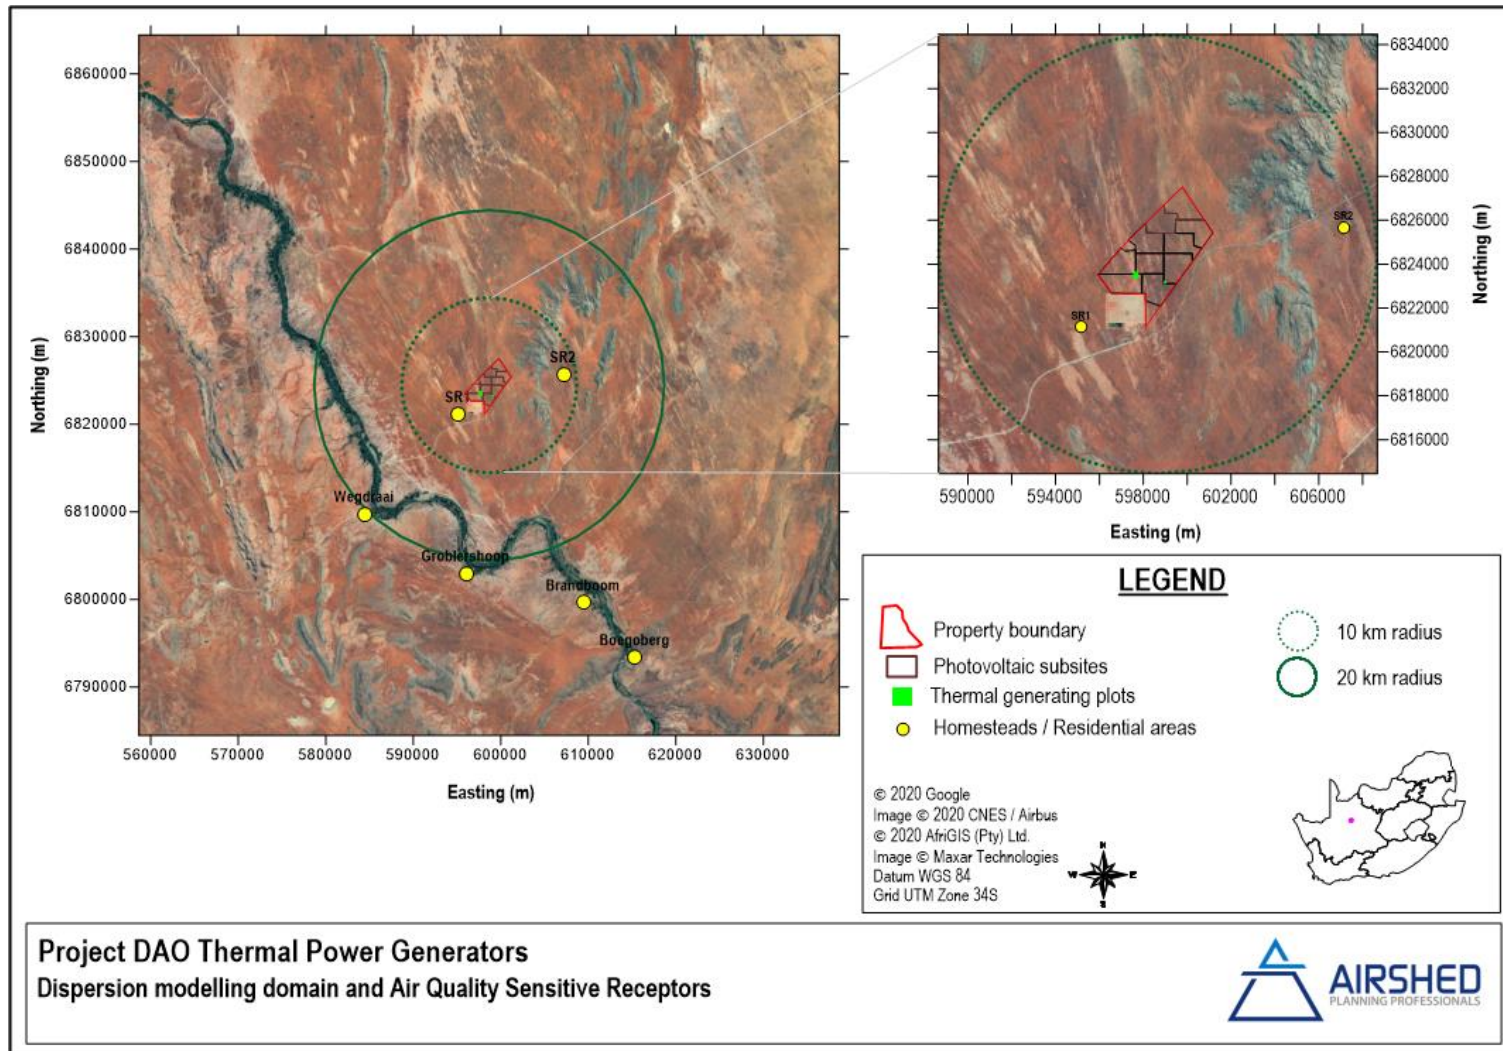 6860000
6850000
6840000
6830000
6820000
6810000
6800000
6790000
Northing (m)
560000 570000 580000 590000 600000 610000 620000 630000
Easting (m)
SR2
SR1
Wegdraai
Groblershoop
Brandboom
Boegoberg
6834000
6832000
6830000
6828000
6826000
6824000
6822000
6820000
6818000
6816000
Northing (m)
SR2
SR1
590000 594000 598000 602000 606000
Easting (m)
LEGEND
Property boundary
Photovoltaic subsites
Thermal generating plots
Homesteads / Residential areas
10 km radius
20 km radius
© 2020 Google
Image © 2020 CNES / Airbus
© 2020 AfriGIS (Pty) Ltd.
Image © Maxar Technologies
Datum WGS 84
Grid UTM Zone 34S
N
W E
S
Project DAO Thermal Power Generators
Dispersion modelling domain and Air Quality Sensitive Receptors
AIRSHED
PLANNING PROFESSIONALS